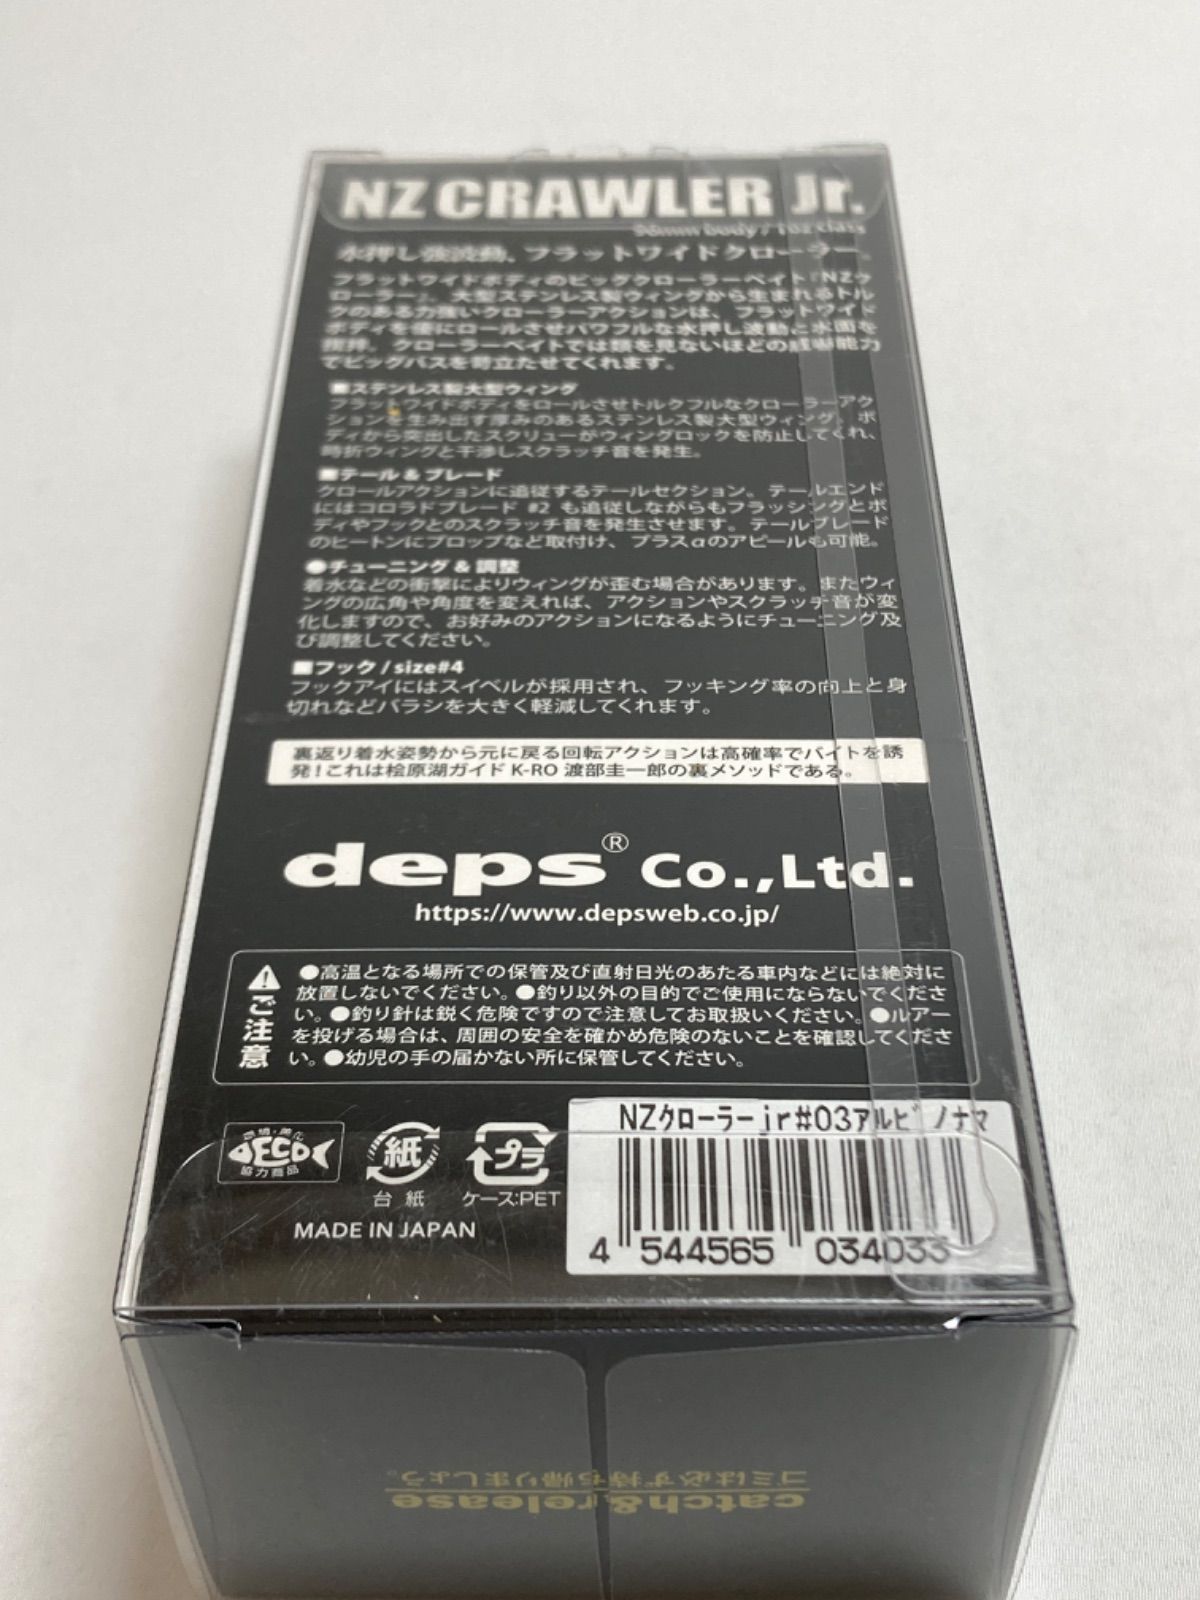 NZ CRAWLER Jr.
body / 1oz class
水押し強波動、フラットワイドクローラー。
フラットワイドボディのビッグクローラーベイト『NZク
ローラー』。大型ステンレス製ウィングから生まれるトル
クのある力強いクローラーアクションは、フラットワイド
ボディを様にロールさせパワフルな水押し波動と水面を
クローラーベイトでは類を見ないほどの
でビッグバスを苛立たせてくれます。
■ステンレス製大型ウィング
フラットワイドボディをロールさせトルクフルなクローラーアク
ションを生み出す厚みのあるステンレス製大型ウィング。ボ
ディから突出したスクリューがウィングロックを防止してくれ、
時折ウィングと干渉しスクラッチ音を発生。
■テール & ブレード
クロールアクションに追従するテールセクション。テールエンド
にはコロラドブレード #2 も追従しながらもフラッシングとボ
ディやフックとのスクラッチ音を発生させます。テールブレード
のヒートンにプロップなど取付け、プラスαのアピールも可能。
●チューニング & 調整
着水などの衝撃によりウィングが歪む場合があります。またウィ
ングの広角や角度を変えれば、アクションやスクラッチ音が変
化しますので、お好みのアクションになるようにチューニング及
び調整してください。
■フック / size#4
フックアイにはスイベルが採用され、フッキング率の向上と身
切れなどバラシを大きく軽減してくれます。
裏返り着水姿勢から元に戻る回転アクションは高確率でバイトを誘
発！これは桧原湖ガイド K-RO 渡部圭一郎の裏メソッドである。
deps® Co.,Ltd.
https://www.depsweb.co.jp/
ご注意
●高温となる場所での保管及び直射日光のあたる車内などには絶対に
放置しないでください。●釣り以外の目的でご使用にならないでくださ
い。●釣り針は鋭く危険ですので注意してお取扱いください。●ルアー
を投げる場合は、周囲の安全を確かめ危険のないことを確認してくださ
い。●幼児の手の届かない所に保管してください。
環境・美化
ECO
協力商品
紙
台紙
プラ
ケース:PET
MADE IN JAPAN
NZクローラーjr#03アルビノナマ
4 544565 034033
catch&release
ゴミは必ず持ち帰りましょう。